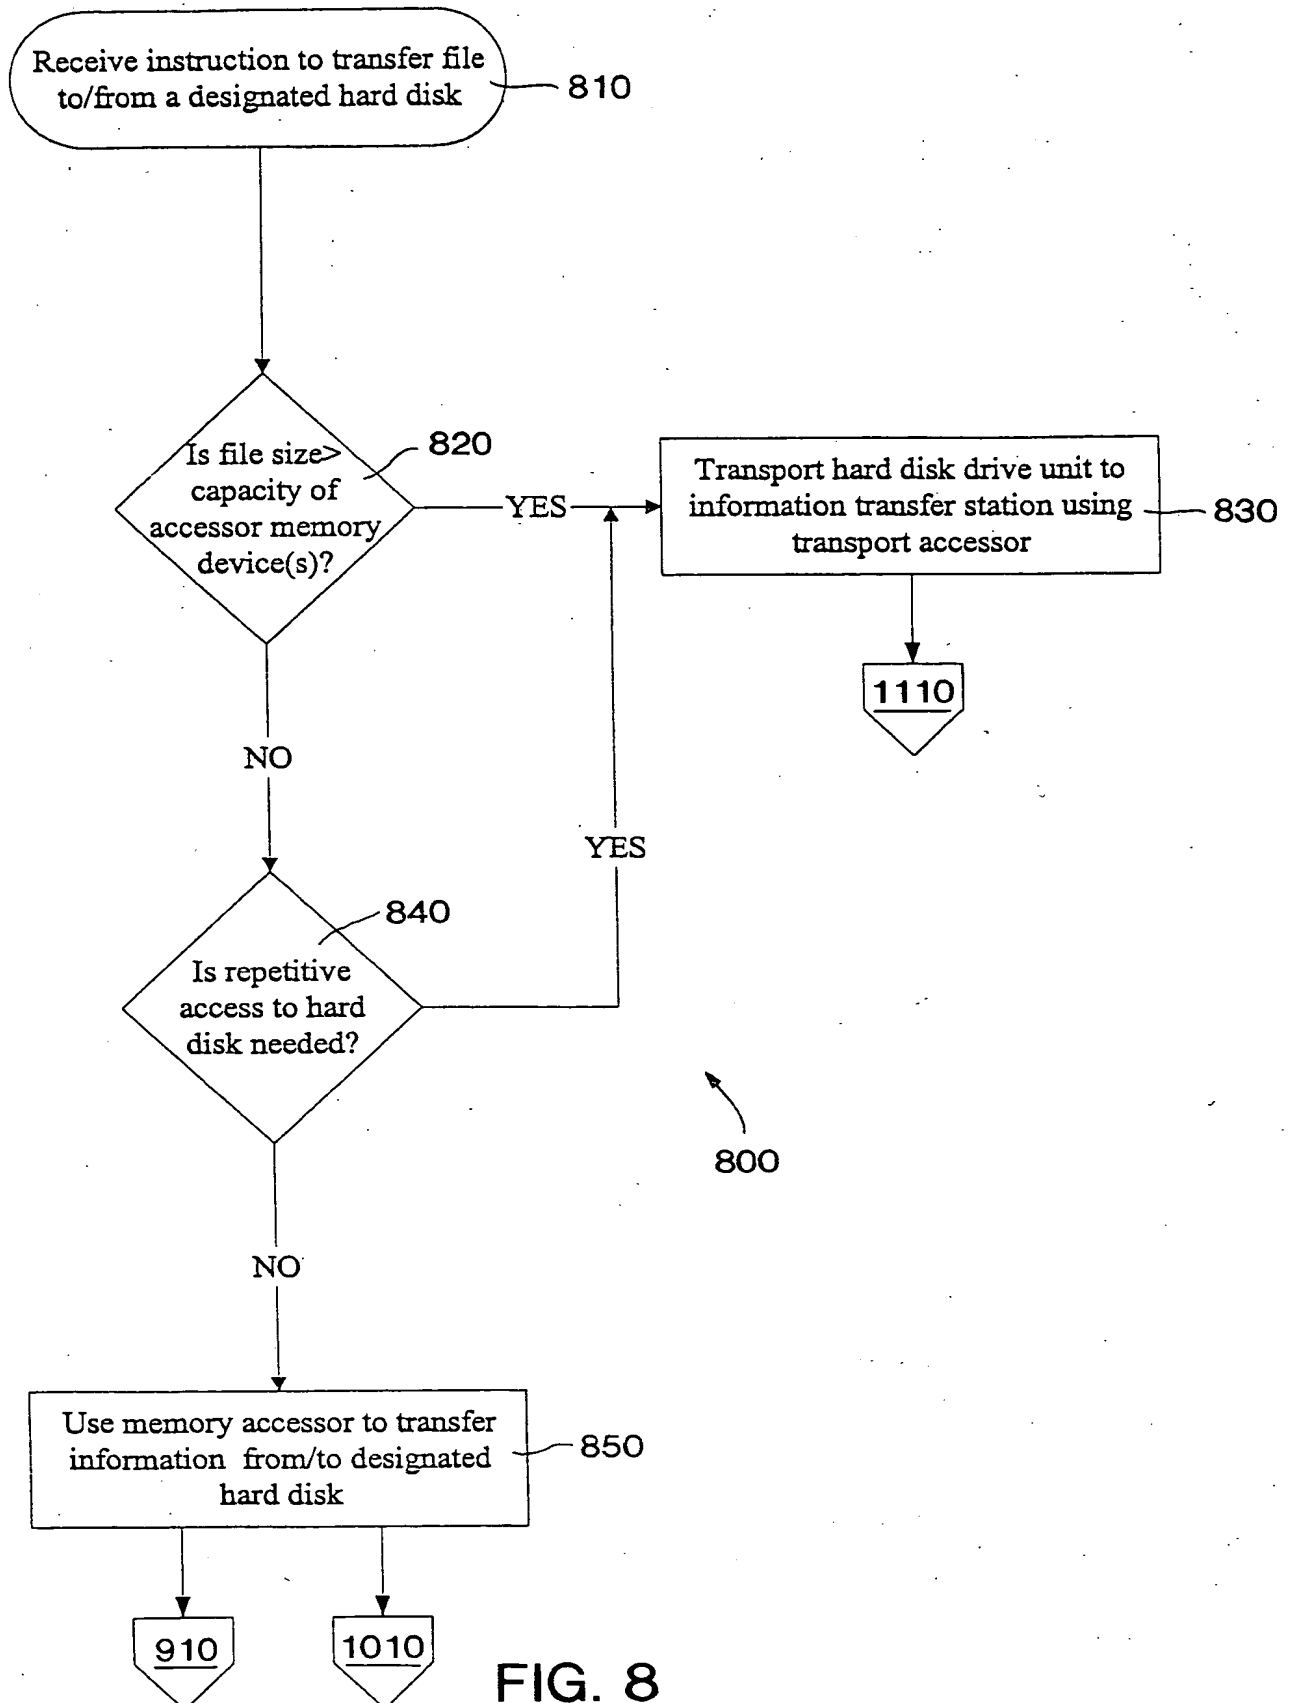 Receive instruction to transfer file
to/from a designated hard disk
810
Is file size>
capacity of
accessor memory
device(s)?
820
YES
Transport hard disk drive unit to
information transfer station using
transport accessor
830
1110
NO
YES
840
Is repetitive
access to hard
disk needed?
800
NO
Use memory accessor to transfer
information from/to designated
hard disk
850
910
1010
FIG. 8